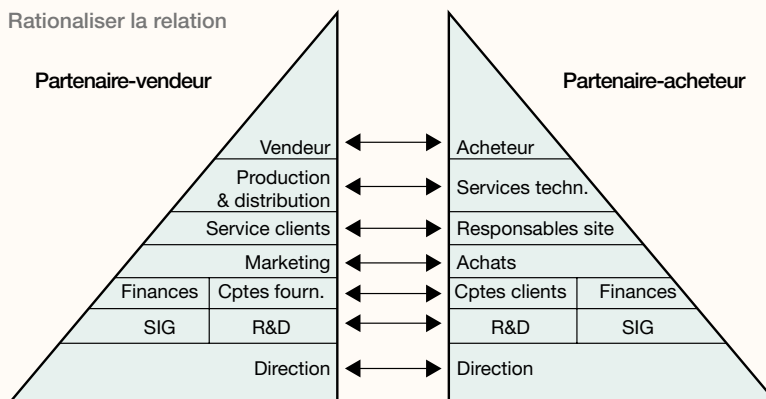 Rationaliser la relation
Partenaire-vendeur
Partenaire-acheteur
Vendeur
Acheteur
Production
& distribution
Services techn.
Service clients
Responsables site
Marketing
Achats
Finances
Cptes fourn.
Cptes clients
Finances
SIG
R&D
R&D
SIG
Direction
Direction